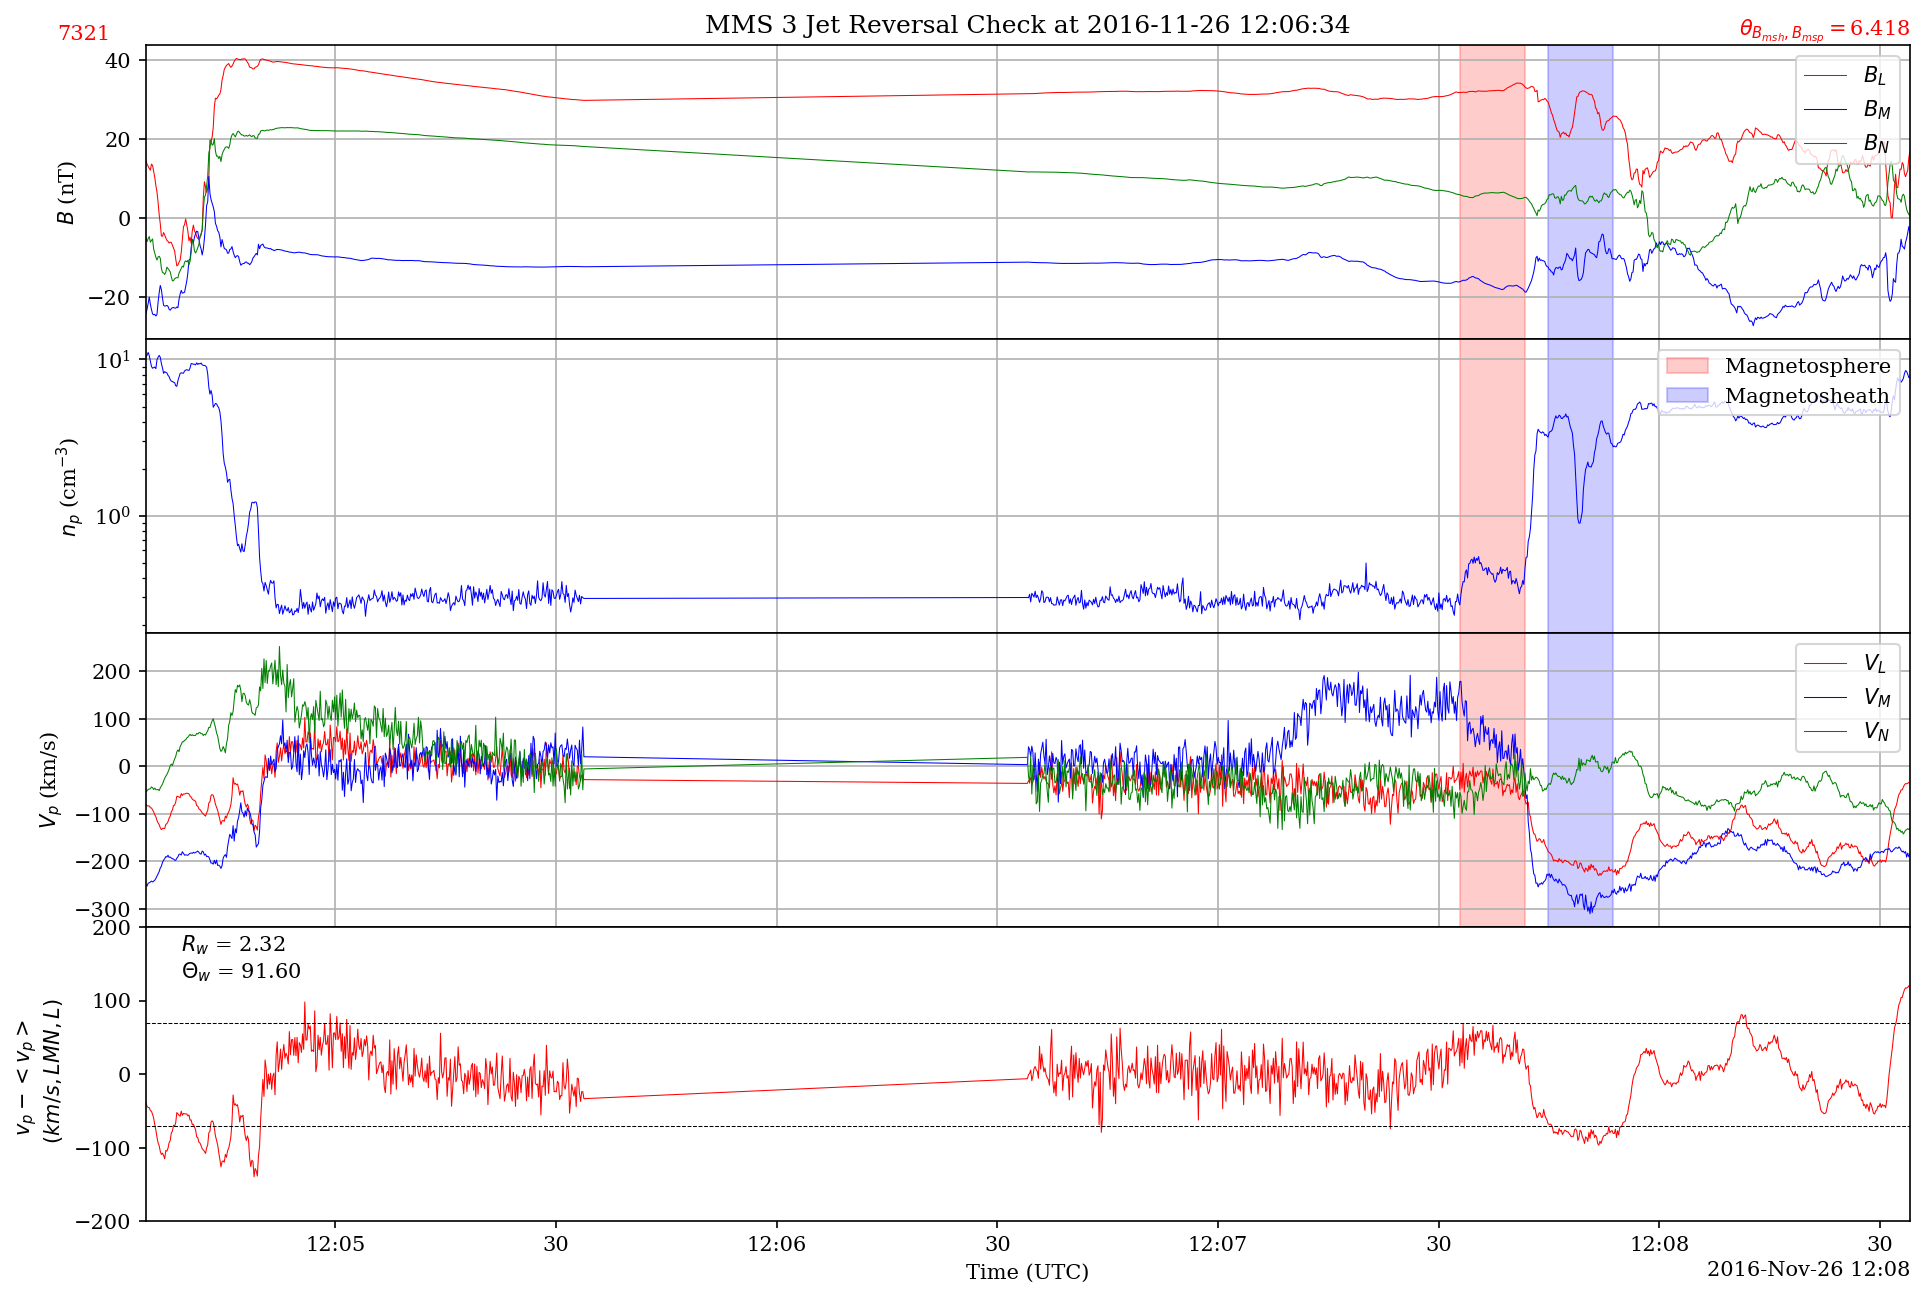 MMS 3 Jet Reversal Check at 2016-11-26 12:06:34
7321
θ_{B_{msh}, B_{msp}} = 6.418
40
20
0
−20
B (nT)
B_L
B_M
B_N
10^1
10^0
n_p (cm^{−3})
Magnetosphere
Magnetosheath
200
100
0
−100
−200
−300
V_p (km/s)
V_L
V_M
V_N
200
100
0
−100
−200
v_p − < v_p >
(km/s, LMN, L)
R_w = 2.32
Θ_w = 91.60
12:05
30
12:06
30
12:07
30
12:08
30
Time (UTC)
2016-Nov-26 12:08